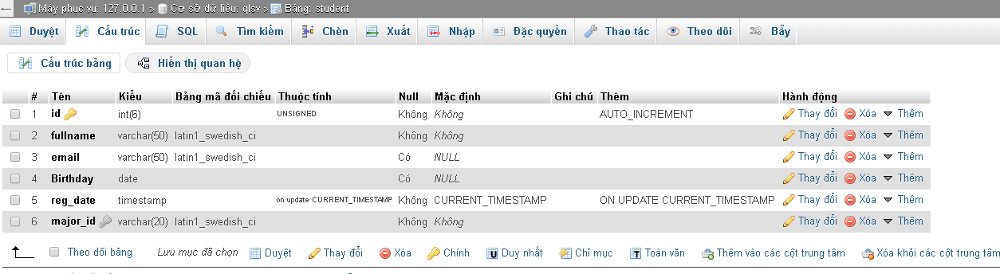 Máy phục vụ: 127.0.0.1 » Cơ sở dữ liệu: qlsv » Bảng: student
Duyệt Cấu trúc SQL Tìm kiếm Chèn Xuất Nhập Đặc quyền Thao tác Theo dõi Bẫy
Cấu trúc bảng Hiển thị quan hệ
# Tên Kiểu Bảng mã đối chiếu Thuộc tính Null Mặc định Ghi chú Thêm Hành động
1 id int(6) UNSIGNED Không Không AUTO_INCREMENT Thay đổi Xóa Thêm
2 fullname varchar(50) latin1_swedish_ci Không Không Thay đổi Xóa Thêm
3 email varchar(50) latin1_swedish_ci Có NULL Thay đổi Xóa Thêm
4 Birthday date Có NULL Thay đổi Xóa Thêm
5 reg_date timestamp on update CURRENT_TIMESTAMP Không CURRENT_TIMESTAMP ON UPDATE CURRENT_TIMESTAMP Thay đổi Xóa Thêm
6 major_id varchar(20) latin1_swedish_ci Không Không Thay đổi Xóa Thêm
Theo dõi bảng Lưu mục đã chọn Duyệt Thay đổi Xóa Chính Duy nhất Chỉ mục Toàn văn Thêm vào các cột trung tâm Xóa khỏi các cột trung tâm